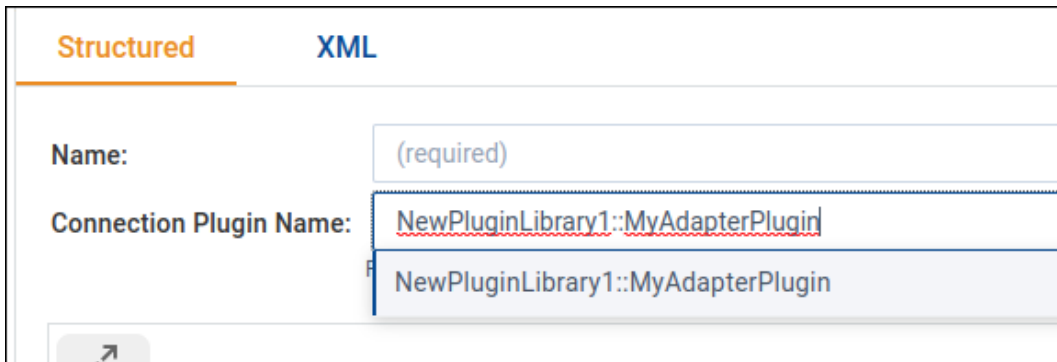 Structured XML
Name: (required)
Connection Plugin Name: NewPluginLibrary1::MyAdapterPlugin
NewPluginLibrary1::MyAdapterPlugin